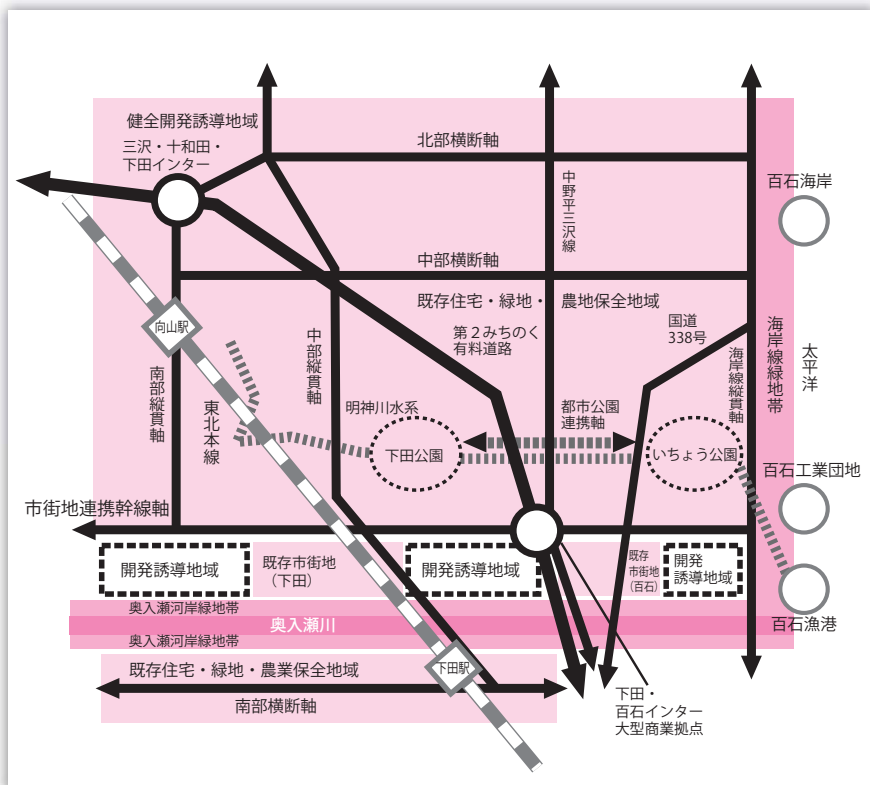 健全開発誘導地域
三沢・十和田・
下田インター
北部横断軸
中野平三沢線
百石海岸
中部横断軸
既存住宅・緑地・農地保全地域
国道
338号
第2みちのく
有料道路
向山駅
南部縦貫軸
東北本線
中部縦貫軸
海岸線縦貫軸
海岸線緑地帯
太平洋
明神川水系
都市公園
連携軸
下田公園
いちょう公園
百石工業団地
市街地連携幹線軸
開発誘導地域
既存市街地
（下田）
開発誘導地域
既存
市街地
（百石）
開発
誘導地域
奥入瀬河岸緑地帯
奥入瀬川
奥入瀬河岸緑地帯
百石漁港
既存住宅・緑地・農業保全地域
下田駅
南部横断軸
下田・
百石インター
大型商業拠点